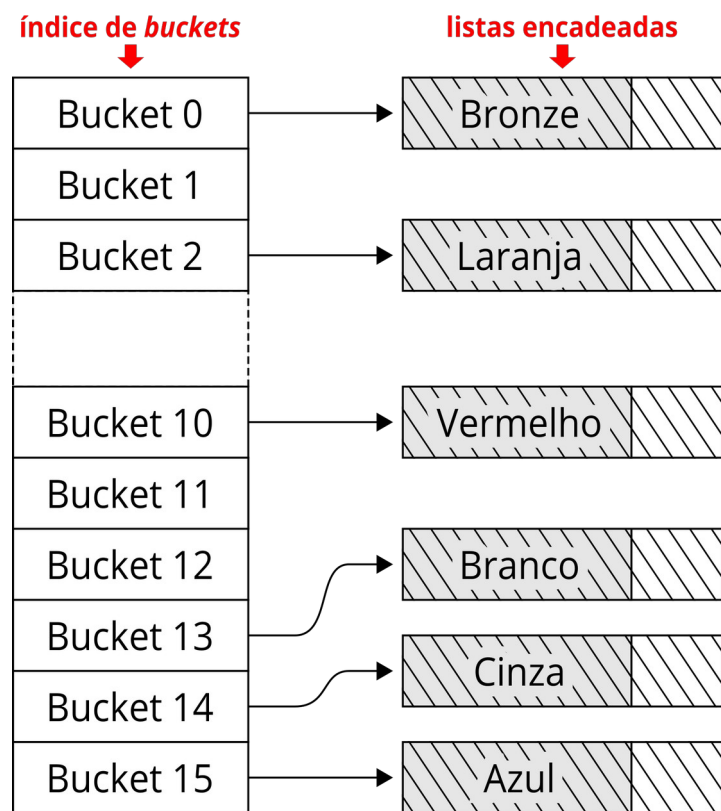 índice de buckets
listas encadeadas
Bucket 0
Bronze
Bucket 1
Bucket 2
Laranja
Bucket 10
Vermelho
Bucket 11
Bucket 12
Branco
Bucket 13
Cinza
Bucket 14
Bucket 15
Azul